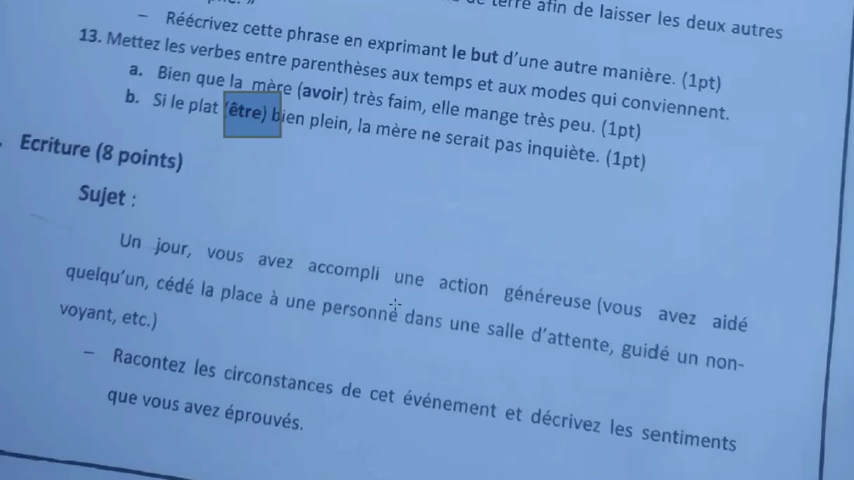 terre afin de laisser les deux autres
– Réécrivez cette phrase en exprimant le but d'une autre manière. (1pt)
13. Mettez les verbes entre parenthèses aux temps et aux modes qui conviennent.
a. Bien que la mère (avoir) très faim, elle mange très peu. (1pt)
b. Si le plat (être) bien plein, la mère ne serait pas inquiète. (1pt)
Ecriture (8 points)
Sujet :
Un jour, vous avez accompli une action généreuse (vous avez aidé
quelqu'un, cédé la place à une personne dans une salle d'attente, guidé un non-
voyant, etc.)
– Racontez les circonstances de cet événement et décrivez les sentiments
que vous avez éprouvés.